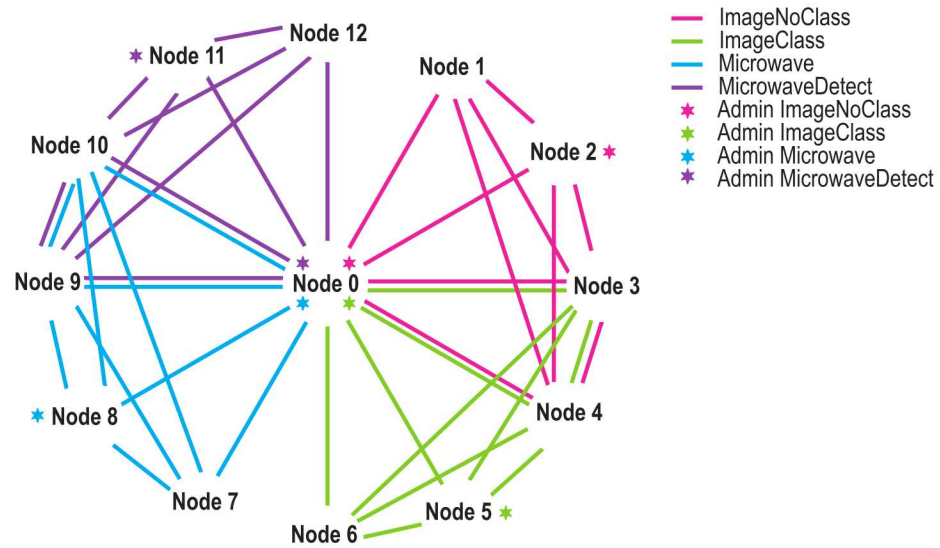 Node 12
Node 11
Node 1
Node 10
Node 2
Node 9
Node 0
Node 3
Node 8
Node 4
Node 7
Node 5
Node 6
ImageNoClass
ImageClass
Microwave
MicrowaveDetect
Admin ImageNoClass
Admin ImageClass
Admin Microwave
Admin MicrowaveDetect